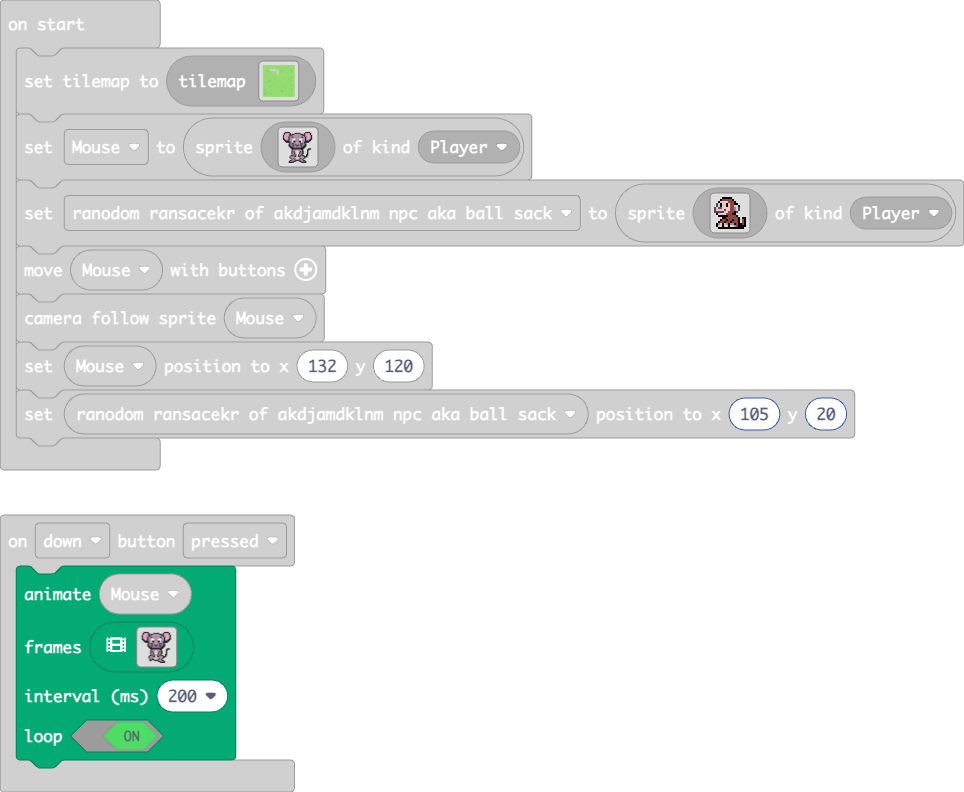 on start
set tilemap to tilemap
set Mouse to sprite of kind Player
set ranodom ransacekr of akdjamdklnm npc aka ball sack to sprite of kind Player
move Mouse with buttons
camera follow sprite Mouse
set Mouse position to x 132 y 120
set ranodom ransacekr of akdjamdklnm npc aka ball sack position to x 105 y 20
on down button pressed
animate Mouse
frames
interval (ms) 200
loop ON